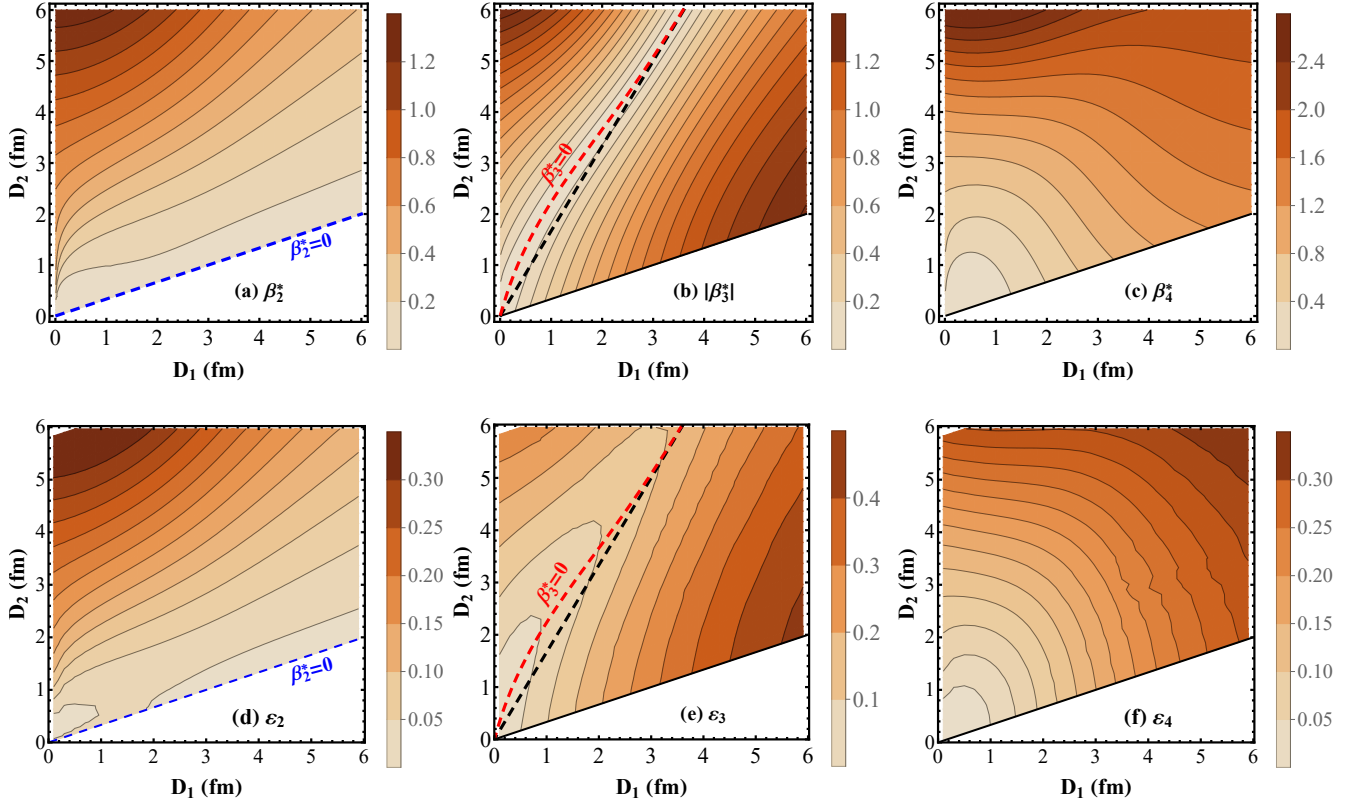 6
5
4
3
2
1
0
D₂ (fm)
0 1 2 3 4 5 6
D₁ (fm)
β₂*=0
(a) β₂*
1.2
1.0
0.8
0.6
0.4
0.2
6
5
4
3
2
1
0
D₂ (fm)
0 1 2 3 4 5 6
D₁ (fm)
β₃*=0
(b) |β₃*|
1.2
1.0
0.8
0.6
0.4
0.2
6
5
4
3
2
1
0
D₂ (fm)
0 1 2 3 4 5 6
D₁ (fm)
(c) β₄*
2.4
2.0
1.6
1.2
0.8
0.4
6
5
4
3
2
1
0
D₂ (fm)
0 1 2 3 4 5 6
D₁ (fm)
β₂*=0
(d) ε₂
0.30
0.25
0.20
0.15
0.10
0.05
6
5
4
3
2
1
0
D₂ (fm)
0 1 2 3 4 5 6
D₁ (fm)
β₃*=0
(e) ε₃
0.4
0.3
0.2
0.1
6
5
4
3
2
1
0
D₂ (fm)
0 1 2 3 4 5 6
D₁ (fm)
(f) ε₄
0.30
0.25
0.20
0.15
0.10
0.05